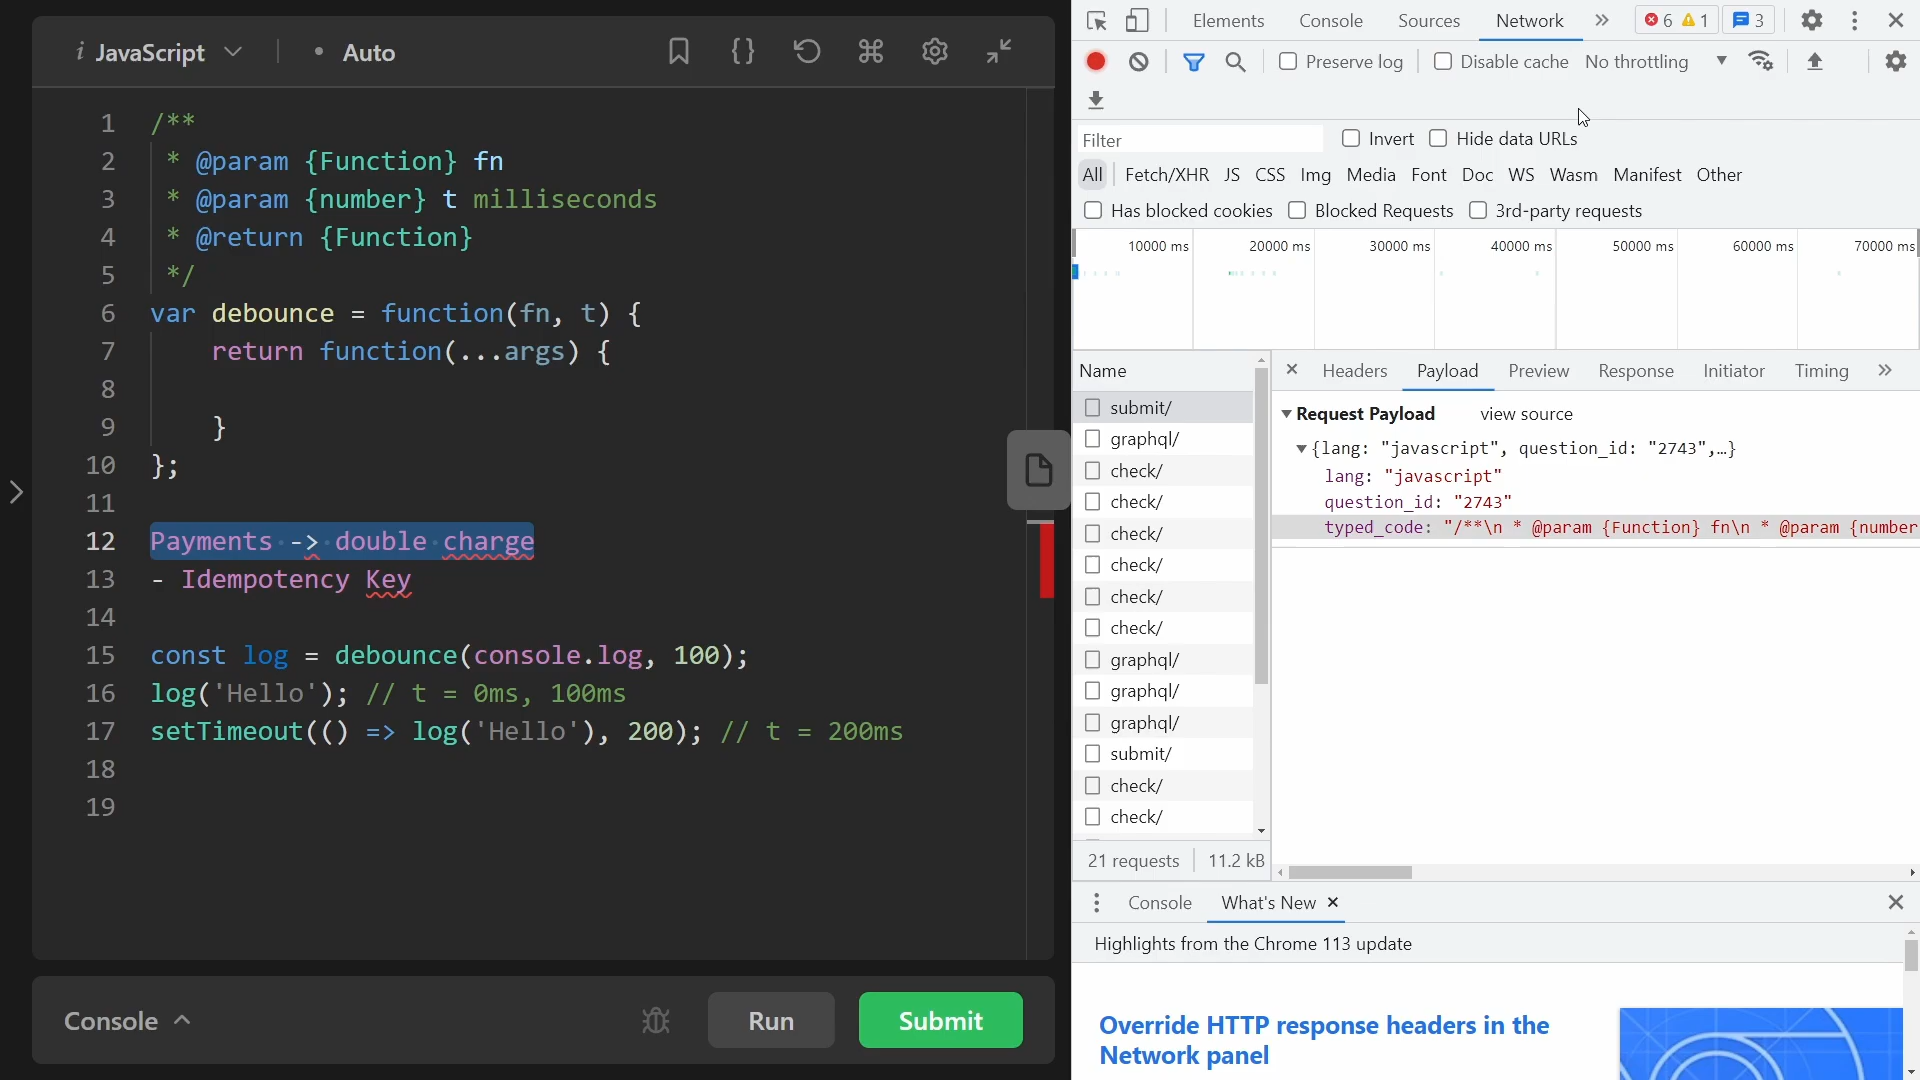 i JavaScript
• Auto
1 /**
2 * @param {Function} fn
3 * @param {number} t milliseconds
4 * @return {Function}
5 */
6 var debounce = function(fn, t) {
7 return function(...args) {
8
9 }
10 };
11
12 Payments -> double charge
13 - Idempotency Key
14
15 const log = debounce(console.log, 100);
16 log('Hello'); // t = 0ms, 100ms
17 setTimeout(() => log('Hello'), 200); // t = 200ms
18
19
Console
Run
Submit
Elements Console Sources Network » 6 1 3
Preserve log Disable cache No throttling
Filter Invert Hide data URLs
All Fetch/XHR JS CSS Img Media Font Doc WS Wasm Manifest Other
Has blocked cookies Blocked Requests 3rd-party requests
10000 ms 20000 ms 30000 ms 40000 ms 50000 ms 60000 ms 70000 ms
Name
submit/
graphql/
check/
check/
check/
check/
check/
check/
graphql/
graphql/
graphql/
submit/
check/
check/
21 requests 11.2 kB
Headers Payload Preview Response Initiator Timing »
Request Payload view source
{lang: "javascript", question_id: "2743",…}
lang: "javascript"
question_id: "2743"
typed_code: "/**\n * @param {Function} fn\n * @param {number
Console What's New
Highlights from the Chrome 113 update
Override HTTP response headers in the
Network panel